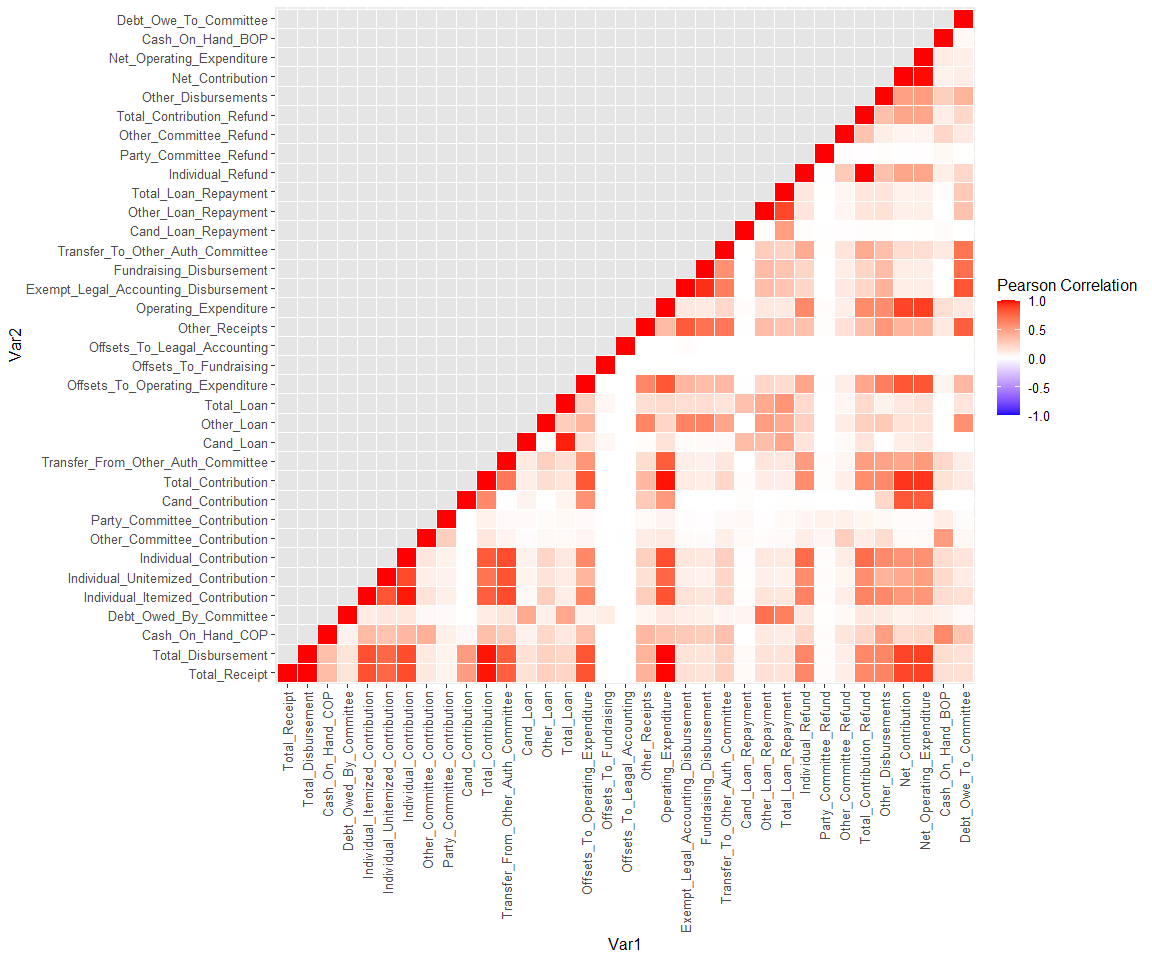 Debt_Owe_To_Committee
Cash_On_Hand_BOP
Net_Operating_Expenditure
Net_Contribution
Other_Disbursements
Total_Contribution_Refund
Other_Committee_Refund
Party_Committee_Refund
Individual_Refund
Total_Loan_Repayment
Other_Loan_Repayment
Cand_Loan_Repayment
Transfer_To_Other_Auth_Committee
Fundraising_Disbursement
Exempt_Legal_Accounting_Disbursement
Operating_Expenditure
Other_Receipts
Offsets_To_Leagal_Accounting
Offsets_To_Fundraising
Offsets_To_Operating_Expenditure
Total_Loan
Other_Loan
Cand_Loan
Transfer_From_Other_Auth_Committee
Total_Contribution
Cand_Contribution
Party_Committee_Contribution
Other_Committee_Contribution
Individual_Contribution
Individual_Unitemized_Contribution
Individual_Itemized_Contribution
Debt_Owed_By_Committee
Cash_On_Hand_COP
Total_Disbursement
Total_Receipt
Var2
Total_Receipt
Total_Disbursement
Cash_On_Hand_COP
Debt_Owed_By_Committee
Individual_Itemized_Contribution
Individual_Unitemized_Contribution
Individual_Contribution
Other_Committee_Contribution
Party_Committee_Contribution
Cand_Contribution
Total_Contribution
Transfer_From_Other_Auth_Committee
Cand_Loan
Other_Loan
Total_Loan
Offsets_To_Operating_Expenditure
Offsets_To_Fundraising
Offsets_To_Leagal_Accounting
Other_Receipts
Operating_Expenditure
Exempt_Legal_Accounting_Disbursement
Fundraising_Disbursement
Transfer_To_Other_Auth_Committee
Cand_Loan_Repayment
Other_Loan_Repayment
Total_Loan_Repayment
Individual_Refund
Party_Committee_Refund
Other_Committee_Refund
Total_Contribution_Refund
Other_Disbursements
Net_Contribution
Net_Operating_Expenditure
Cash_On_Hand_BOP
Debt_Owe_To_Committee
Var1
Pearson Correlation
1.0
0.5
0.0
-0.5
-1.0